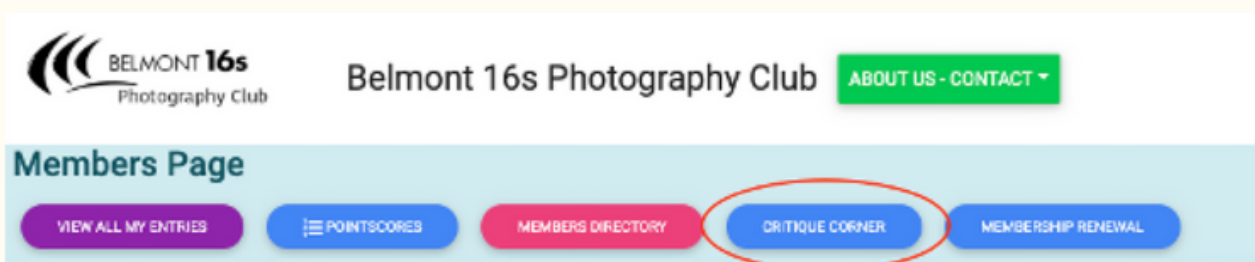 BELMONT 16s
Photography Club
Belmont 16s Photography Club
ABOUT US - CONTACT
Members Page
VIEW ALL MY ENTRIES
POINTSCORES
MEMBERS DIRECTORY
CRITIQUE CORNER
MEMBERSHIP RENEWAL